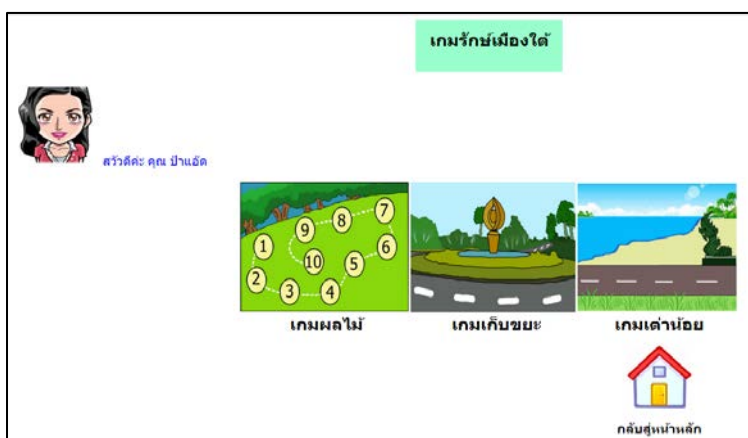 เกมรักษ์เมืองใต้
สวัวดีค่ะ คุณ ป้าแอ๊ด
1
2
3
4
5
6
7
8
9
10
เกมผลไม้
เกมเก็บขยะ
เกมเต่าน้อย
กลับสู่หน้าหลัก